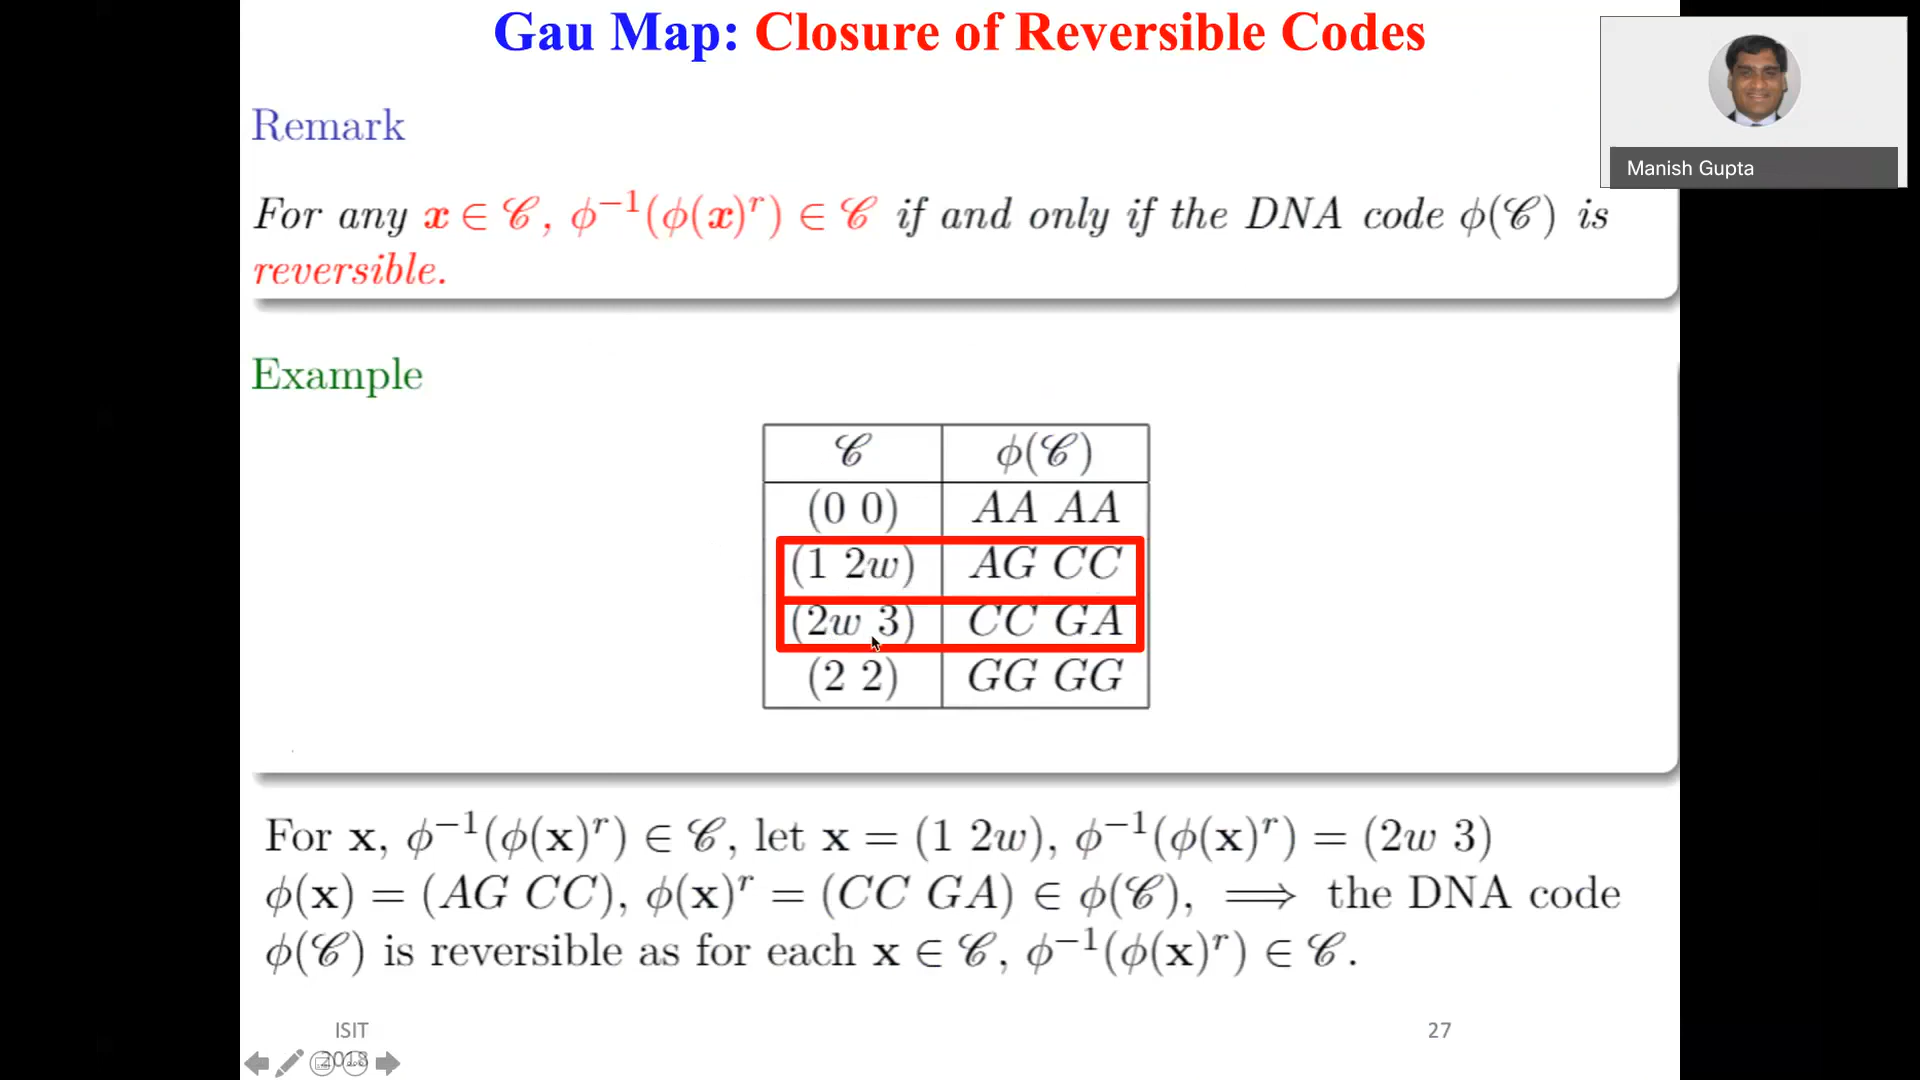 Gau Map: Closure of Reversible Codes
Manish Gupta
Remark
For any x ∈ 𝒞, ϕ⁻¹(ϕ(x)ʳ) ∈ 𝒞 if and only if the DNA code ϕ(𝒞) is
reversible.
Example
𝒞 ϕ(𝒞)
(0 0) AA AA
(1 2w) AG CC
(2w 3) CC GA
(2 2) GG GG
For x, ϕ⁻¹(ϕ(x)ʳ) ∈ 𝒞, let x = (1 2w), ϕ⁻¹(ϕ(x)ʳ) = (2w 3)
ϕ(x) = (AG CC), ϕ(x)ʳ = (CC GA) ∈ ϕ(𝒞), ⟹ the DNA code
ϕ(𝒞) is reversible as for each x ∈ 𝒞, ϕ⁻¹(ϕ(x)ʳ) ∈ 𝒞.
ISIT
2018
27